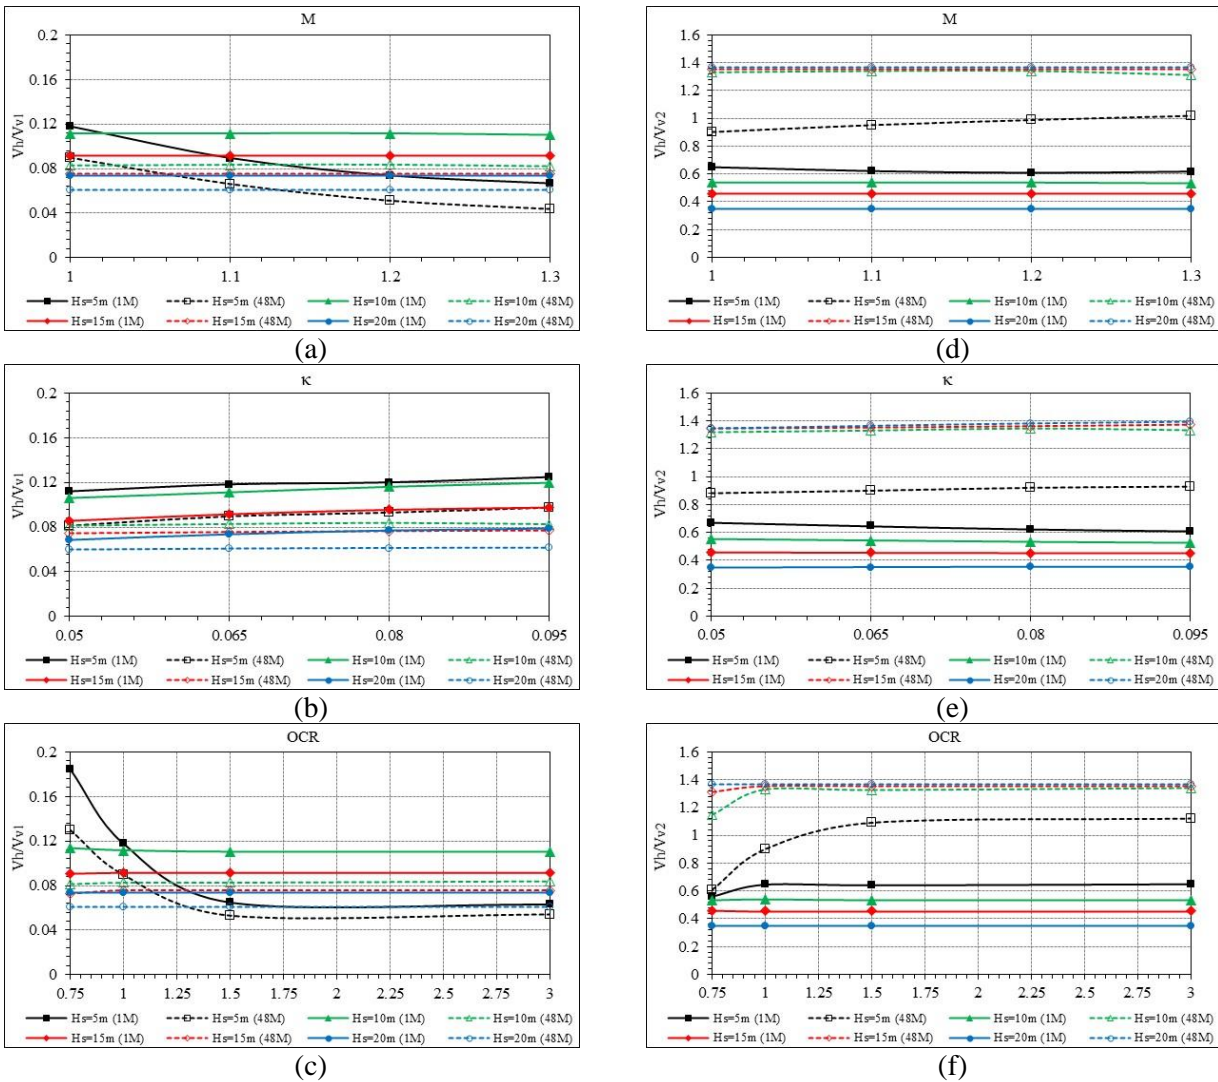 M
Vh/Vv1
0.2
0.16
0.12
0.08
0.04
0
1 1.1 1.2 1.3
Hs=5m (1M) Hs=5m (48M) Hs=10m (1M) Hs=10m (48M)
Hs=15m (1M) Hs=15m (48M) Hs=20m (1M) Hs=20m (48M)
(a)
M
Vh/Vv2
1.6
1.4
1.2
1
0.8
0.6
0.4
0.2
0
1 1.1 1.2 1.3
Hs=5m (1M) Hs=5m (48M) Hs=10m (1M) Hs=10m (48M)
Hs=15m (1M) Hs=15m (48M) Hs=20m (1M) Hs=20m (48M)
(d)
κ
Vh/Vv1
0.2
0.16
0.12
0.08
0.04
0
0.05 0.065 0.08 0.095
Hs=5m (1M) Hs=5m (48M) Hs=10m (1M) Hs=10m (48M)
Hs=15m (1M) Hs=15m (48M) Hs=20m (1M) Hs=20m (48M)
(b)
κ
Vh/Vv2
1.6
1.4
1.2
1
0.8
0.6
0.4
0.2
0
0.05 0.065 0.08 0.095
Hs=5m (1M) Hs=5m (48M) Hs=10m (1M) Hs=10m (48M)
Hs=15m (1M) Hs=15m (48M) Hs=20m (1M) Hs=20m (48M)
(e)
OCR
Vh/Vv1
0.2
0.16
0.12
0.08
0.04
0
0.75 1 1.25 1.5 1.75 2 2.25 2.5 2.75 3
Hs=5m (1M) Hs=5m (48M) Hs=10m (1M) Hs=10m (48M)
Hs=15m (1M) Hs=15m (48M) Hs=20m (1M) Hs=20m (48M)
(c)
OCR
Vh/Vv2
1.6
1.4
1.2
1
0.8
0.6
0.4
0.2
0
0.75 1 1.25 1.5 1.75 2 2.25 2.5 2.75 3
Hs=5m (1M) Hs=5m (48M) Hs=10m (1M) Hs=10m (48M)
Hs=15m (1M) Hs=15m (48M) Hs=20m (1M) Hs=20m (48M)
(f)